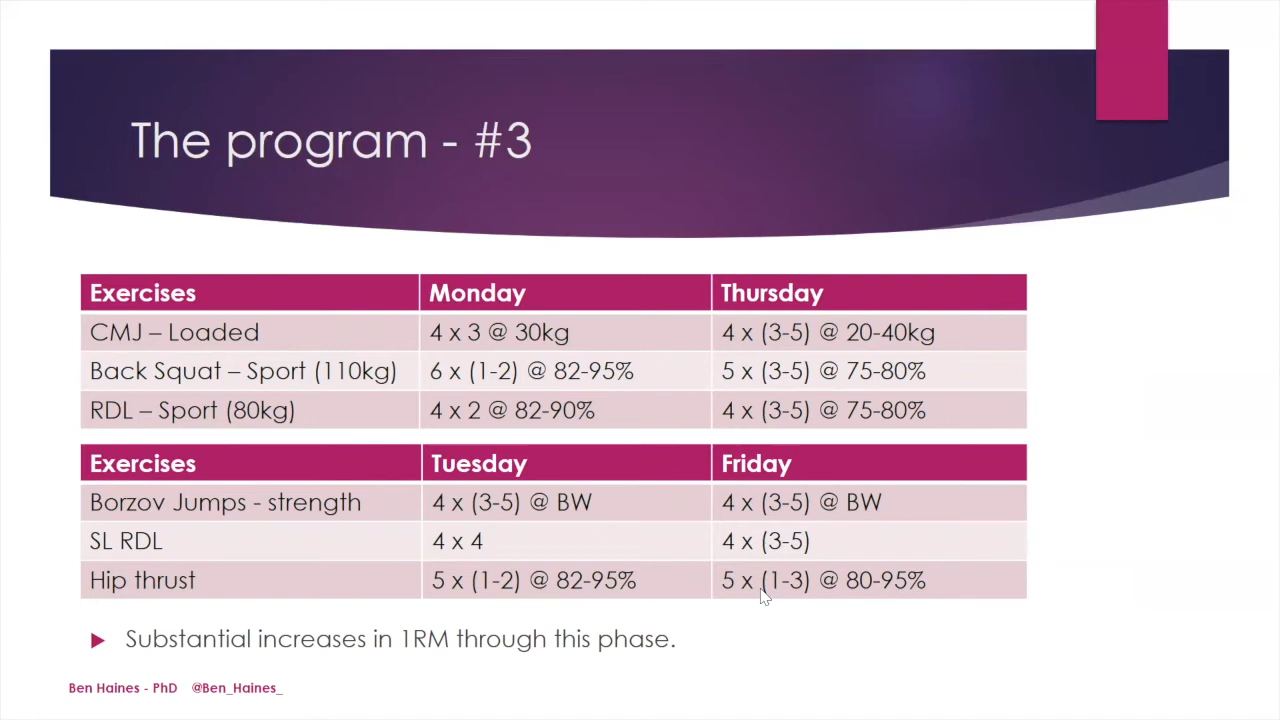 The program - #3
Exercises Monday Thursday
CMJ – Loaded 4 x 3 @ 30kg 4 x (3-5) @ 20-40kg
Back Squat – Sport (110kg) 6 x (1-2) @ 82-95% 5 x (3-5) @ 75-80%
RDL – Sport (80kg) 4 x 2 @ 82-90% 4 x (3-5) @ 75-80%
Exercises Tuesday Friday
Borzov Jumps - strength 4 x (3-5) @ BW 4 x (3-5) @ BW
SL RDL 4 x 4 4 x (3-5)
Hip thrust 5 x (1-2) @ 82-95% 5 x (1-3) @ 80-95%
Substantial increases in 1RM through this phase.
Ben Haines - PhD @Ben_Haines_